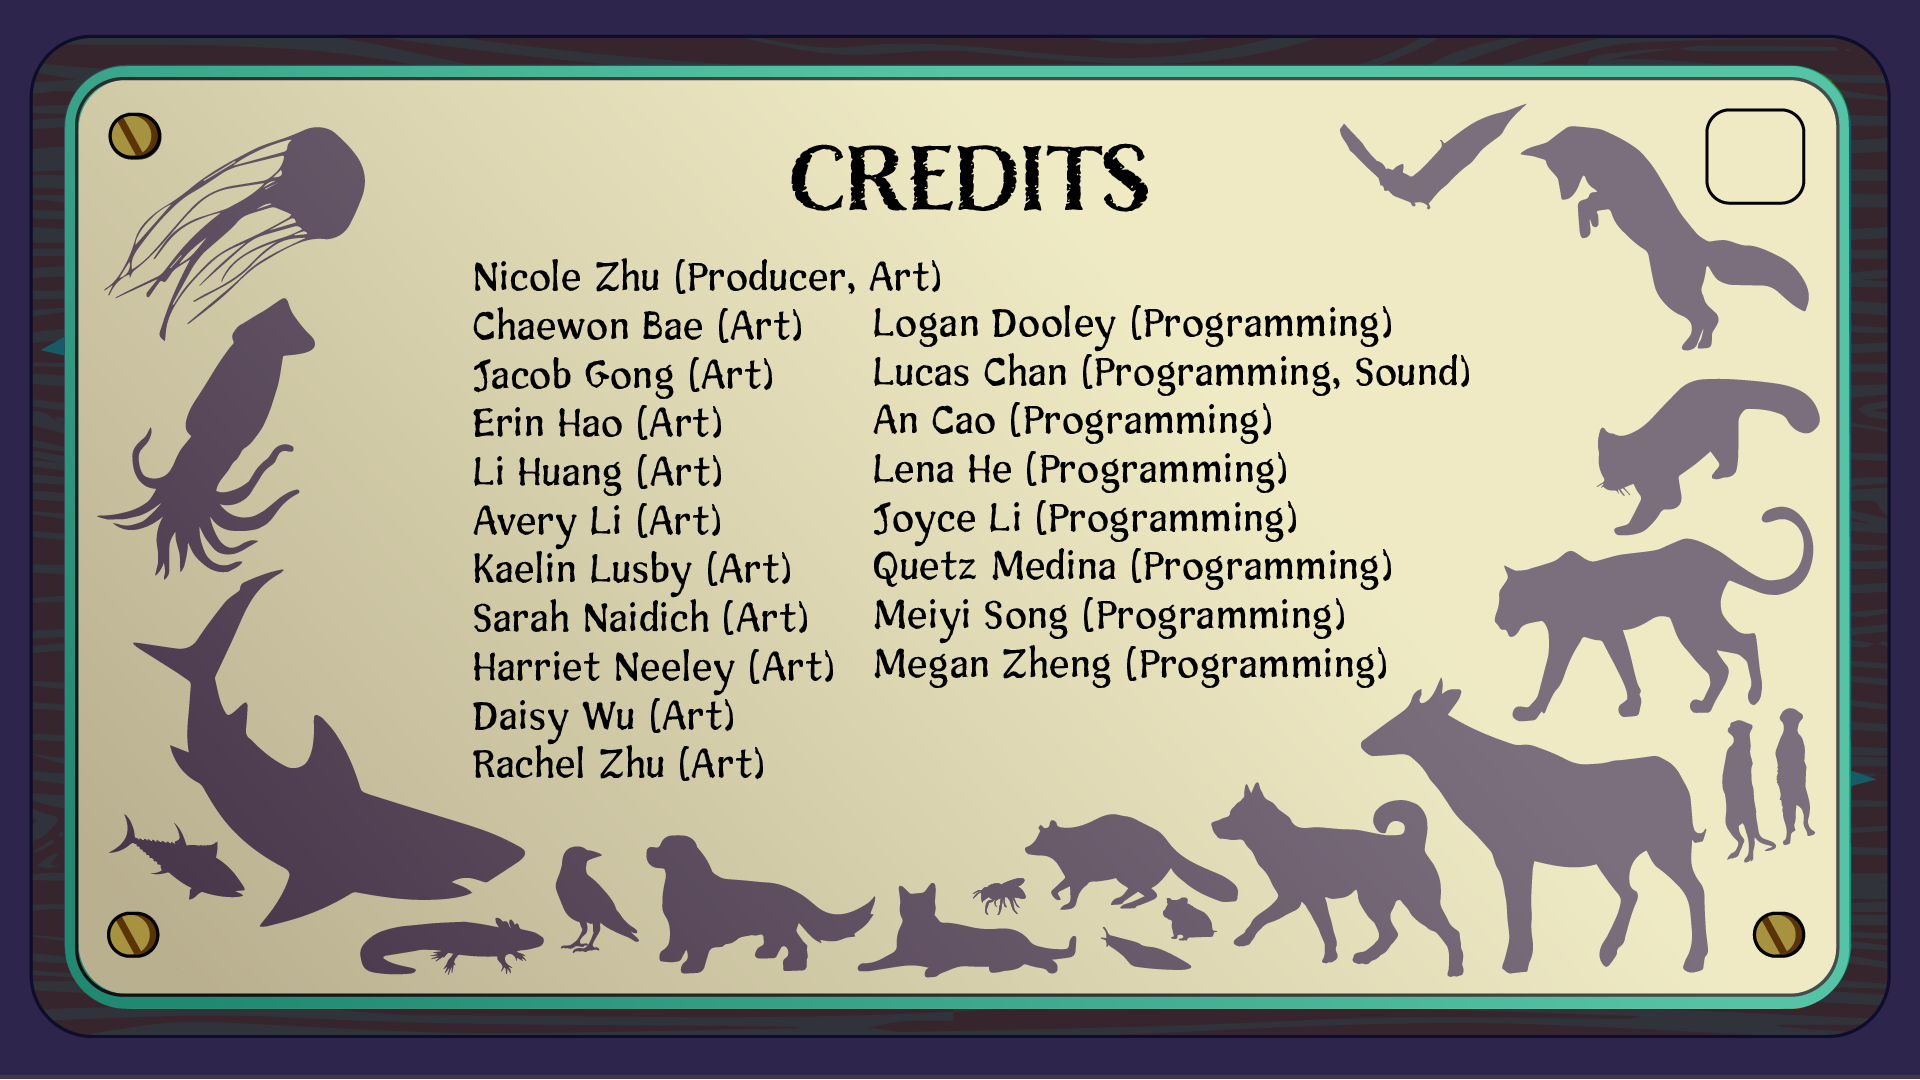 CREDITS
Nicole Zhu (Producer, Art)
Chaewon Bae (Art)
Jacob Gong (Art)
Erin Hao (Art)
Li Huang (Art)
Avery Li (Art)
Kaelin Lusby (Art)
Sarah Naidich (Art)
Harriet Neeley (Art)
Daisy Wu (Art)
Rachel Zhu (Art)
Logan Dooley (Programming)
Lucas Chan (Programming, Sound)
An Cao (Programming)
Lena He (Programming)
Joyce Li (Programming)
Quetz Medina (Programming)
Meiyi Song (Programming)
Megan Zheng (Programming)